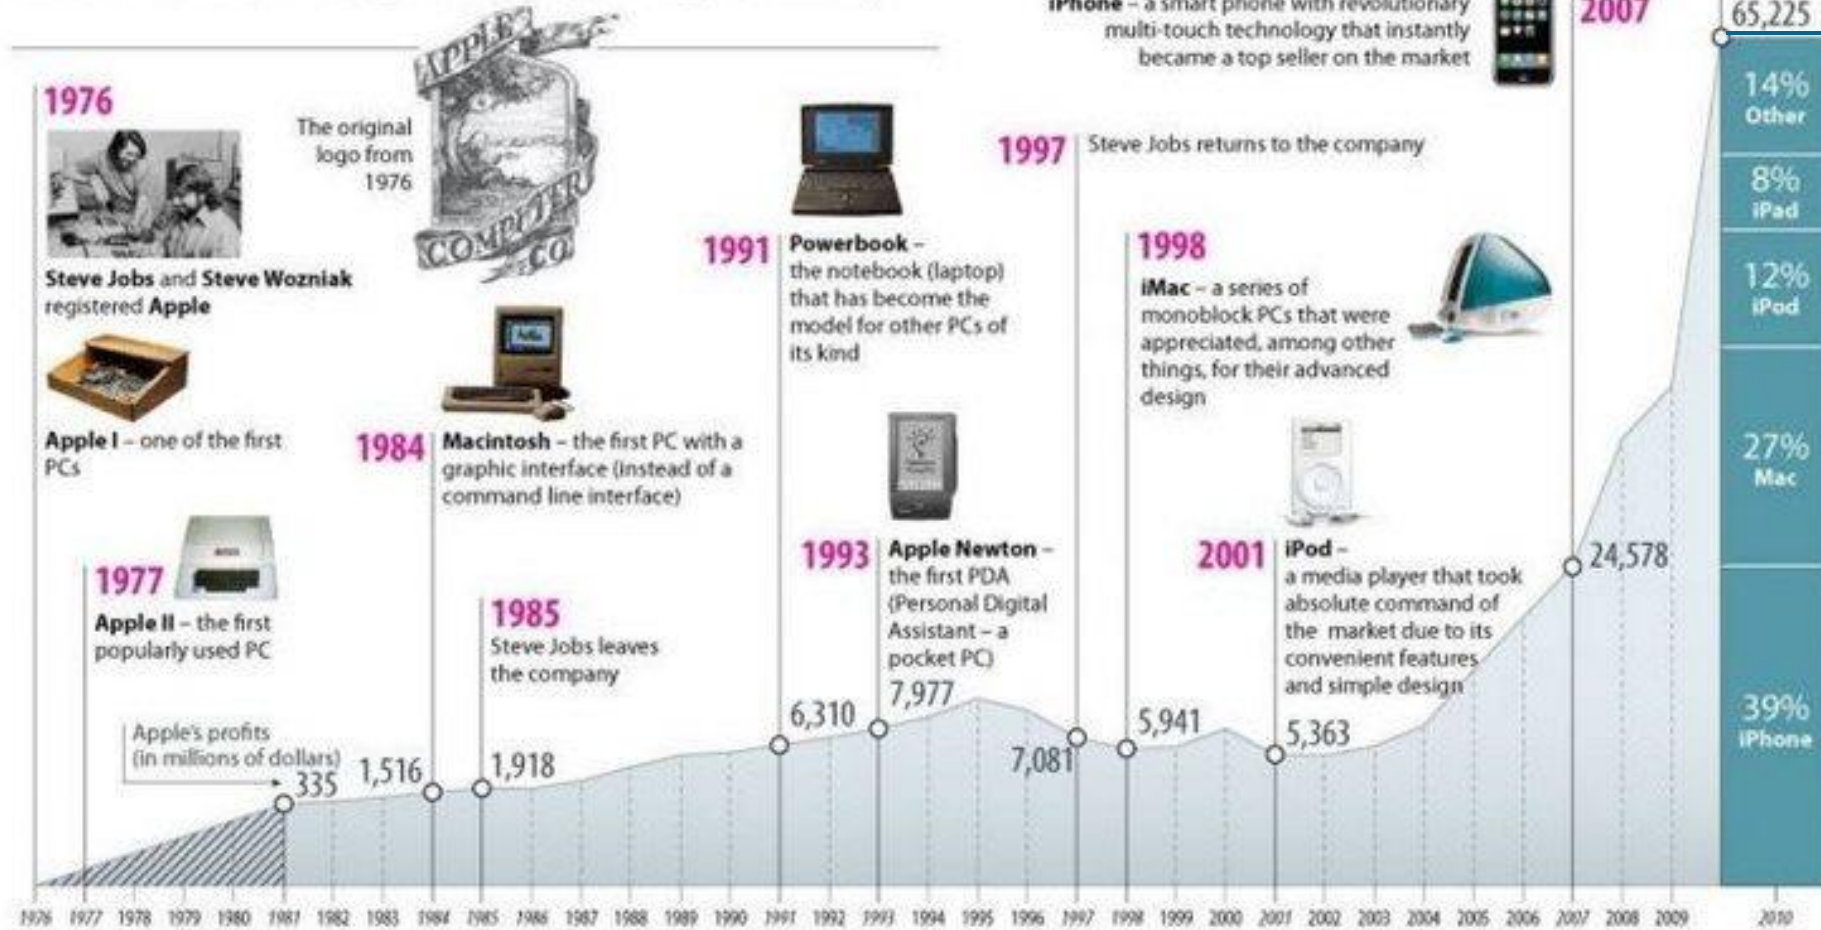 iPhone – a smart phone with revolutionary
multi-touch technology that instantly
became a top seller on the market
2007
65,225
1976
The original
logo from
1976
APPLE
COMPUTER
CO.
Steve Jobs and Steve Wozniak
registered Apple
Apple I – one of the first
PCs
1977
Apple II – the first
popularly used PC
1984
Macintosh – the first PC with a
graphic interface (instead of a
command line interface)
1985
Steve Jobs leaves
the company
1991
Powerbook –
the notebook (laptop)
that has become the
model for other PCs of
its kind
1993
Apple Newton –
the first PDA
(Personal Digital
Assistant – a
pocket PC)
1997
Steve Jobs returns to the company
1998
iMac – a series of
monoblock PCs that were
appreciated, among other
things, for their advanced
design
2001
iPod –
a media player that took
absolute command of
the market due to its
convenient features
and simple design
Apple's profits
(in millions of dollars)
335
1,516
1,918
6,310
7,977
7,081
5,941
5,363
24,578
14%
Other
8%
iPad
12%
iPod
27%
Mac
39%
iPhone
1976 1977 1978 1979 1980 1981 1982 1983 1984 1985 1986 1987 1988 1989 1990 1991 1992 1993 1994 1995 1996 1997 1998 1999 2000 2001 2002 2003 2004 2005 2006 2007 2008 2009 2010